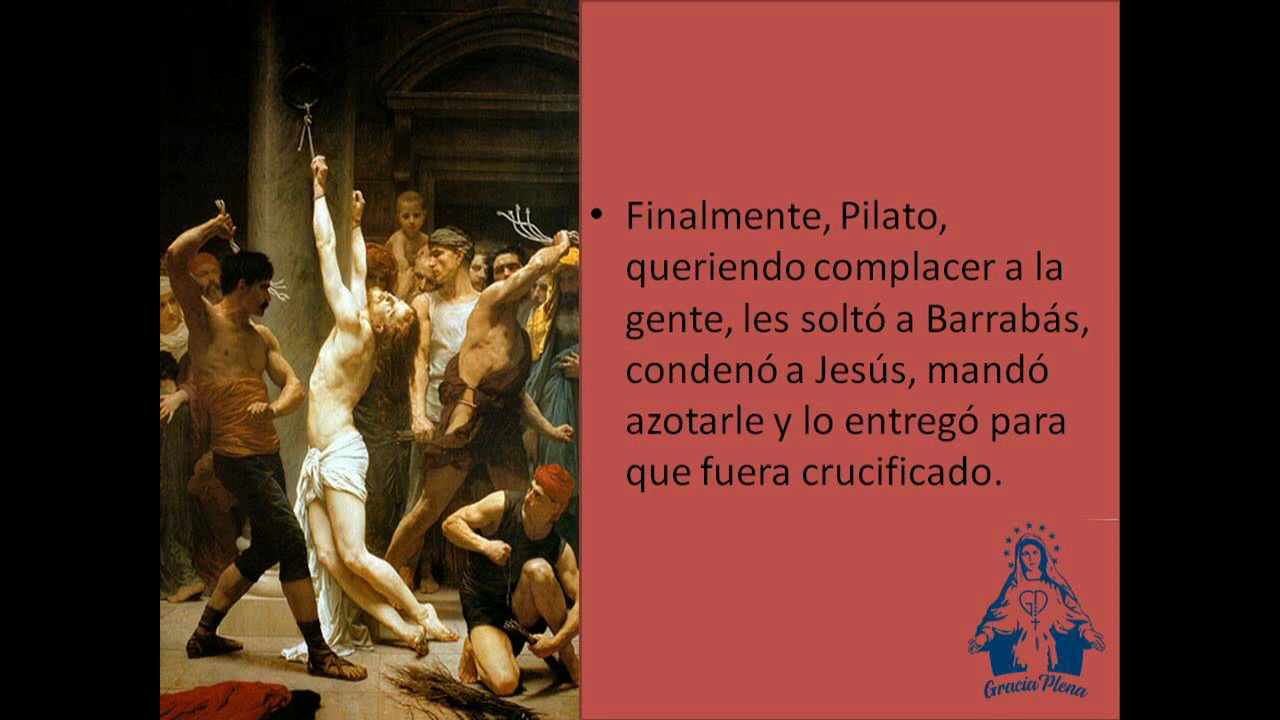 • Finalmente, Pilato,
queriendo complacer a la
gente, les soltó a Barrabás,
condenó a Jesús, mandó
azotarle y lo entregó para
que fuera crucificado.
Gracia Plena